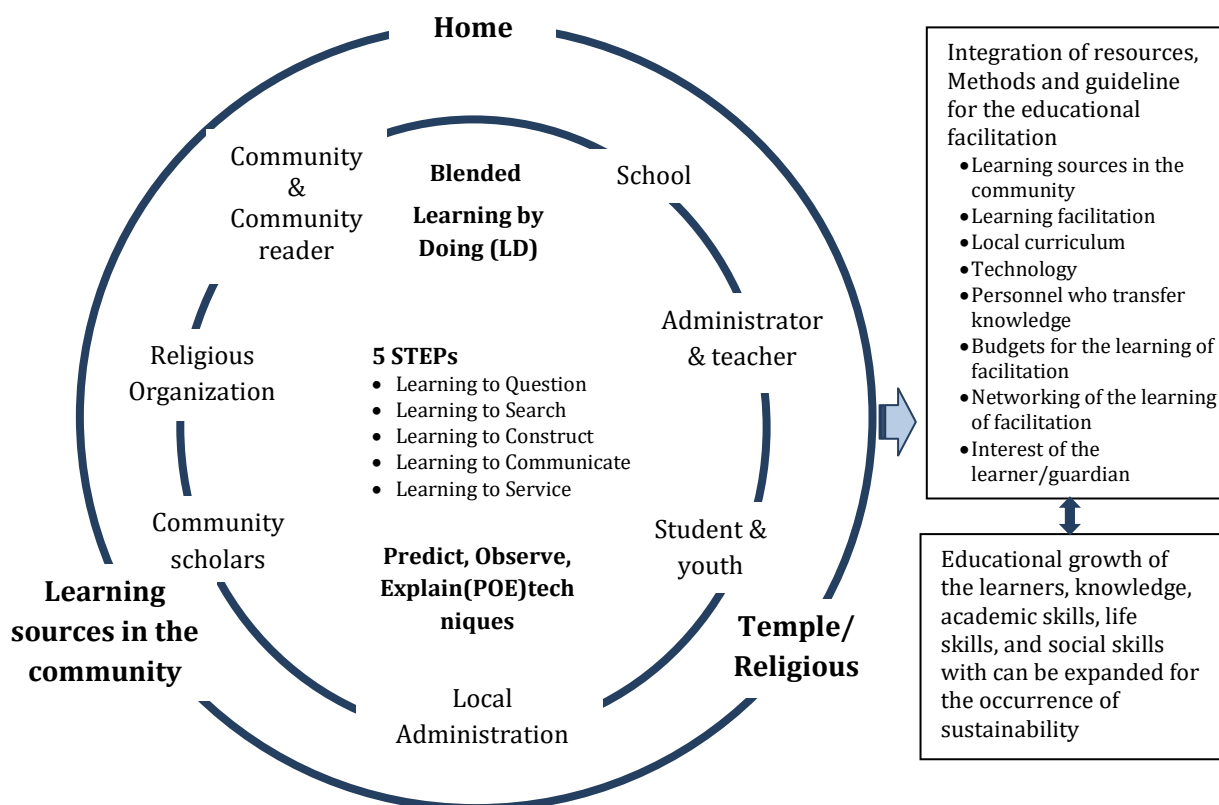 Home
Community
&
Community
reader
School
Blended
Learning by
Doing (LD)
Religious
Organization
Administrator
& teacher
5 STEPs
• Learning to Question
• Learning to Search
• Learning to Construct
• Learning to Communicate
• Learning to Service
Community
scholars
Student &
youth
Predict, Observe,
Explain(POE)tech
niques
Learning
sources in the
community
Temple/
Religious
Local
Administration
Integration of resources,
Methods and guideline
for the educational
facilitation
•Learning sources in the
community
•Learning facilitation
•Local curriculum
•Technology
•Personnel who transfer
knowledge
•Budgets for the learning of
facilitation
•Networking of the learning
of facilitation
•Interest of the
learner/guardian
Educational growth of
the learners, knowledge,
academic skills, life
skills, and social skills
with can be expanded for
the occurrence of
sustainability